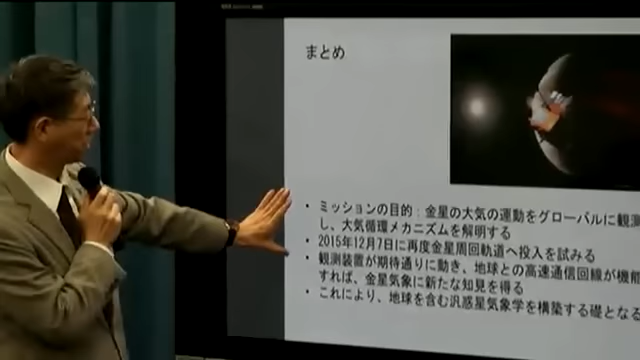 まとめ
・ミッションの目的:金星の大気の運動をグローバルに観測
し、大気循環メカニズムを解明する
・2015年12月7日に再度金星周回軌道へ投入を試みる
・観測装置が期待通りに動き、地球との高速通信回線が機能
すれば、金星気象に新たな知見を得る
・これにより、地球を含む汎惑星気象学を構築する礎となる